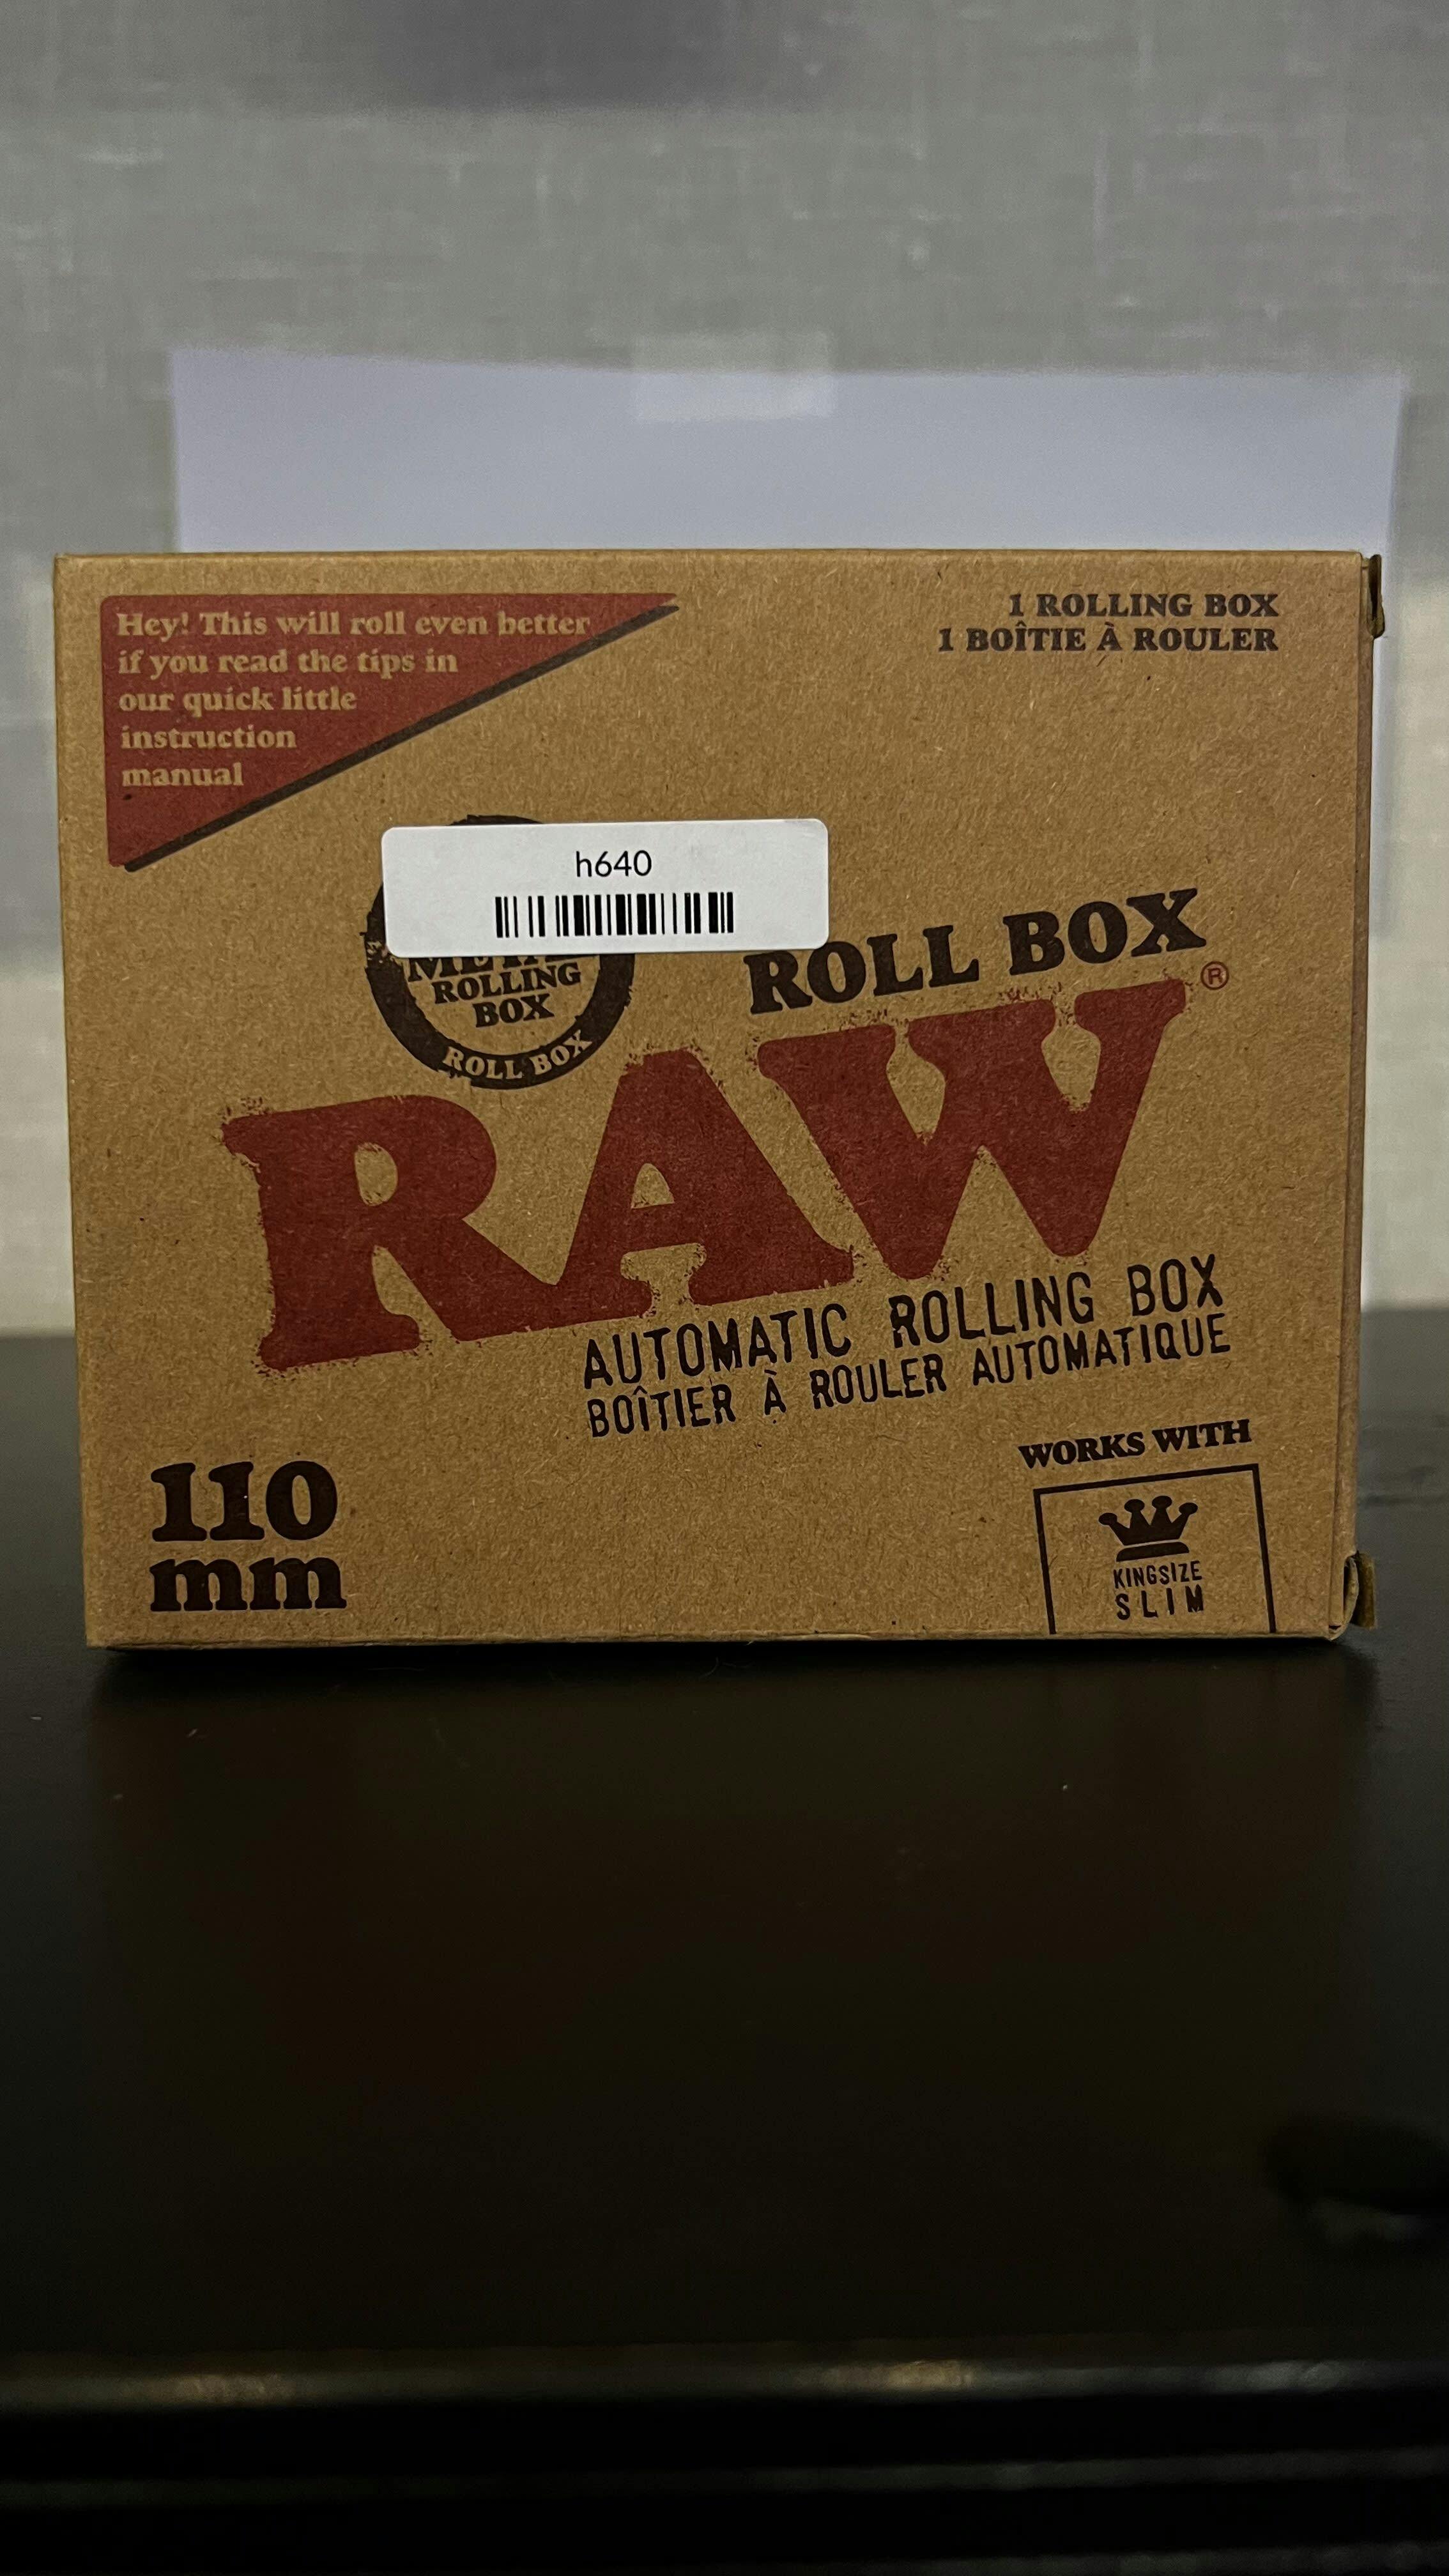 Hey! This will roll even better
if you read the tips in
our quick little
instruction
manual
1 ROLLING BOX
1 BOÎTIE À ROULER
h640
ROLLING
BOX
ROLL BOX
ROLL BOX
RAW®
AUTOMATIC ROLLING BOX
BOÎTIER À ROULER AUTOMATIQUE
110
mm
WORKS WITH
KINGSIZE
SLIM